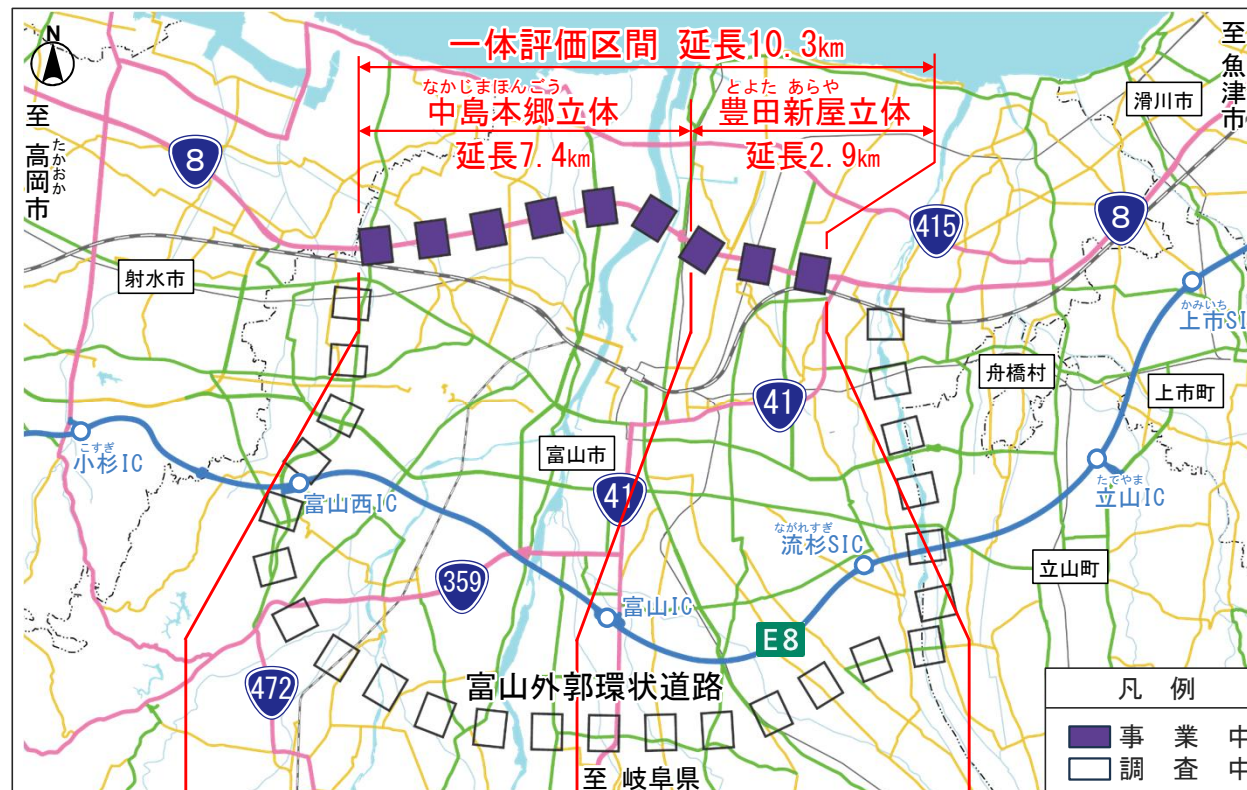 N
一体評価区間 延長10.3km
なかじまほんごう
中島本郷立体
延長7.4km
とよた あらや
豊田新屋立体
延長2.9km
至 魚津市
滑川市
至 高岡市
たかおか
8
415
8
射水市
かみいち
上市SI
舟橋村
上市町
41
こすぎ
小杉IC
富山市
富山西IC
41
たてやま
立山IC
ながれすぎ
流杉SIC
立山町
359
富山IC
E8
472
富山外郭環状道路
至 岐阜県
凡 例
事 業 中
調 査 中